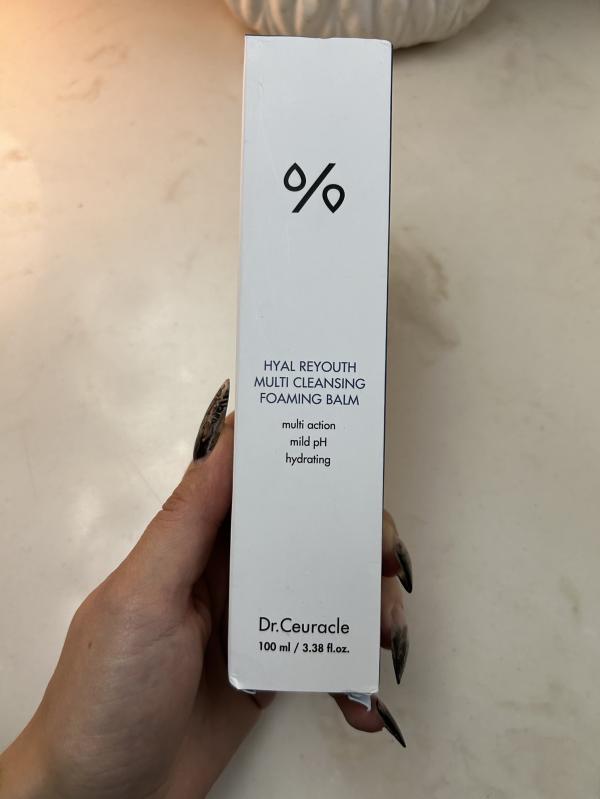 %
HYAL REYOUTH
MULTI CLEANSING
FOAMING BALM
multi action
mild pH
hydrating
Dr.Ceuracle
100 ml / 3.38 fl.oz.